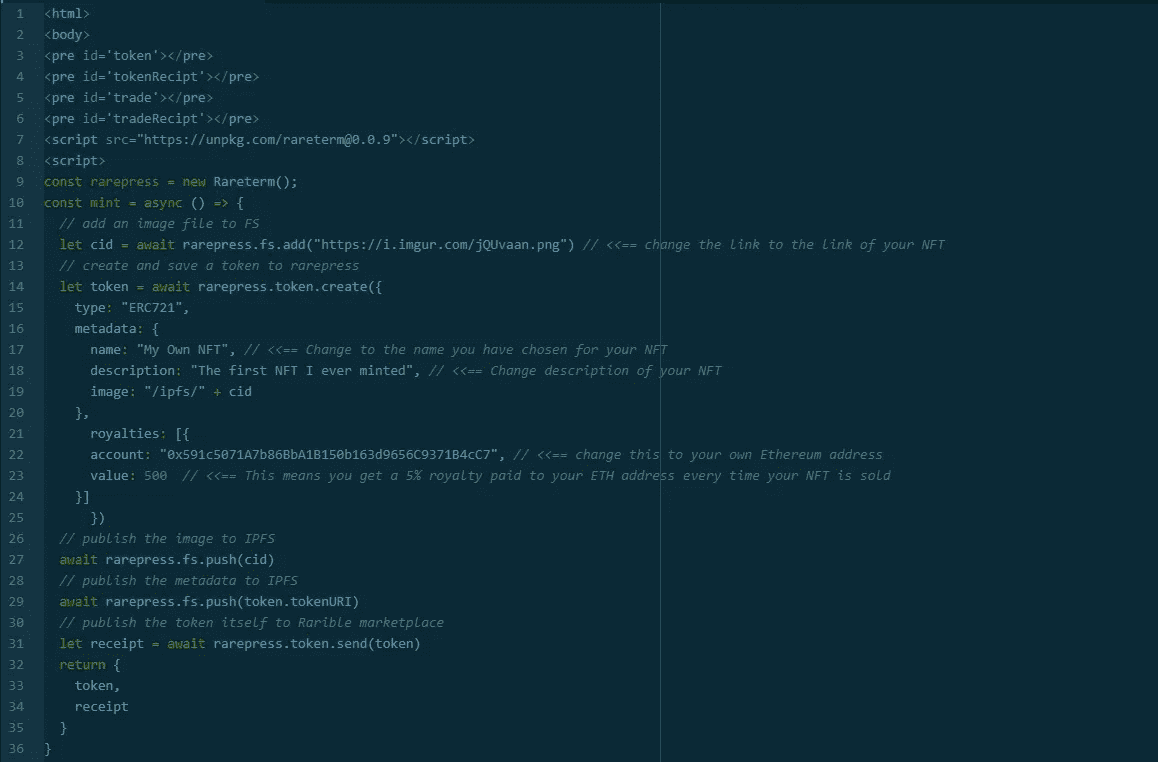 1 <html>
2 <body>
3 <pre id='token'></pre>
4 <pre id='tokenRecipt'></pre>
5 <pre id='trade'></pre>
6 <pre id='tradeRecipt'></pre>
7 <script src="https://unpkg.com/rareterm@0.0.9"></script>
8 <script>
9 const rarepress = new Rareterm();
10 const mint = async () => {
11 // add an image file to FS
12 let cid = await rarepress.fs.add("https://i.imgur.com/jQUvaan.png") // <<== change the link to the link of your NFT
13 // create and save a token to rarepress
14 let token = await rarepress.token.create({
15 type: "ERC721",
16 metadata: {
17 name: "My Own NFT", // <<== Change to the name you have chosen for your NFT
18 description: "The first NFT I ever minted", // <<== Change description of your NFT
19 image: "/ipfs/" + cid
20 },
21 royalties: [{
22 account: "0x591c5071A7b86BbA1B150b163d9656C9371B4cC7", // <<== change this to your own Ethereum address
23 value: 500 // <<== This means you get a 5% royalty paid to your ETH address every time your NFT is sold
24 }]
25 })
26 // publish the image to IPFS
27 await rarepress.fs.push(cid)
28 // publish the metadata to IPFS
29 await rarepress.fs.push(token.tokenURI)
30 // publish the token itself to Rarible marketplace
31 let receipt = await rarepress.token.send(token)
32 return {
33 token,
34 receipt
35 }
36 }